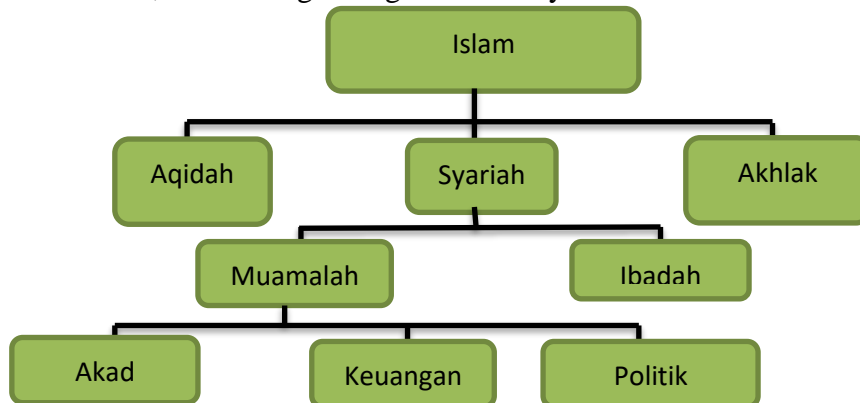 Islam
Aqidah
Syariah
Akhlak
Muamalah
Ibadah
Akad
Keuangan
Politik